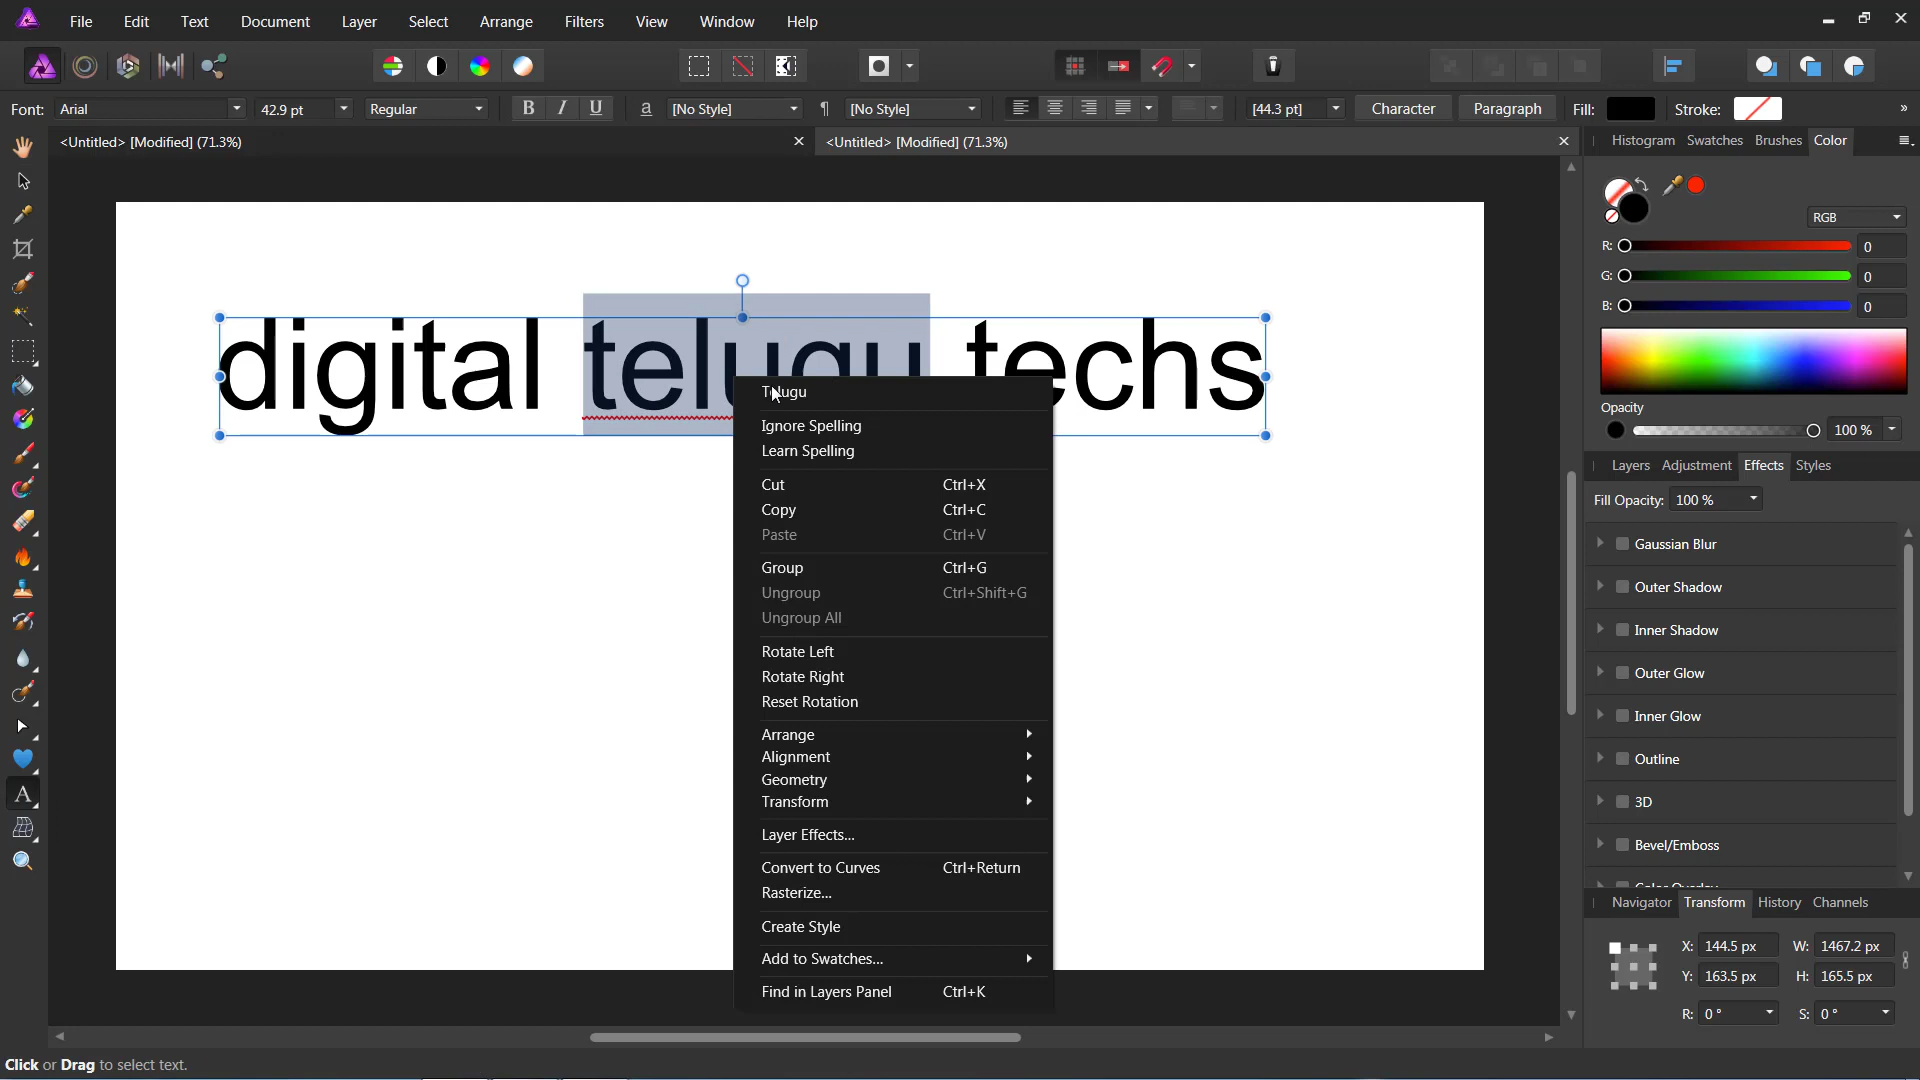 File Edit Text Document Layer Select Arrange Filters View Window Help
Font: Arial 42.9 pt Regular B I U a [No Style] ¶ [No Style] [44.3 pt] Character Paragraph Fill: Stroke: »
<Untitled> [Modified] (71.3%)
<Untitled> [Modified] (71.3%)
digital telugu techs
Telugu
Ignore Spelling
Learn Spelling
Cut Ctrl+X
Copy Ctrl+C
Paste Ctrl+V
Group Ctrl+G
Ungroup Ctrl+Shift+G
Ungroup All
Rotate Left
Rotate Right
Reset Rotation
Arrange
Alignment
Geometry
Transform
Layer Effects...
Convert to Curves Ctrl+Return
Rasterize...
Create Style
Add to Swatches...
Find in Layers Panel Ctrl+K
Histogram Swatches Brushes Color
RGB
R: 0
G: 0
B: 0
Opacity
100 %
Layers Adjustment Effects Styles
Fill Opacity: 100 %
Gaussian Blur
Outer Shadow
Inner Shadow
Outer Glow
Inner Glow
Outline
3D
Bevel/Emboss
Color Overlay
Navigator Transform History Channels
X: 144.5 px W: 1467.2 px
Y: 163.5 px H: 165.5 px
R: 0 ° S: 0 °
Click or Drag to select text.